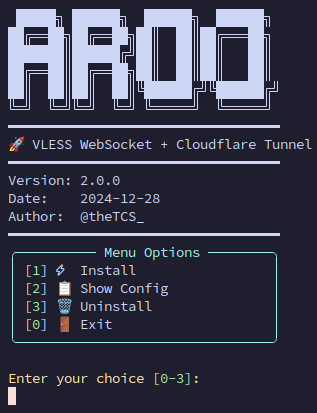 ARGO
🚀 VLESS WebSocket + Cloudflare Tunnel
Version: 2.0.0
Date: 2024-12-28
Author: @theTCS_
Menu Options
[1] ⚡ Install
[2] 📋 Show Config
[3] 🗑️ Uninstall
[0] 🚪 Exit
Enter your choice [0-3]: